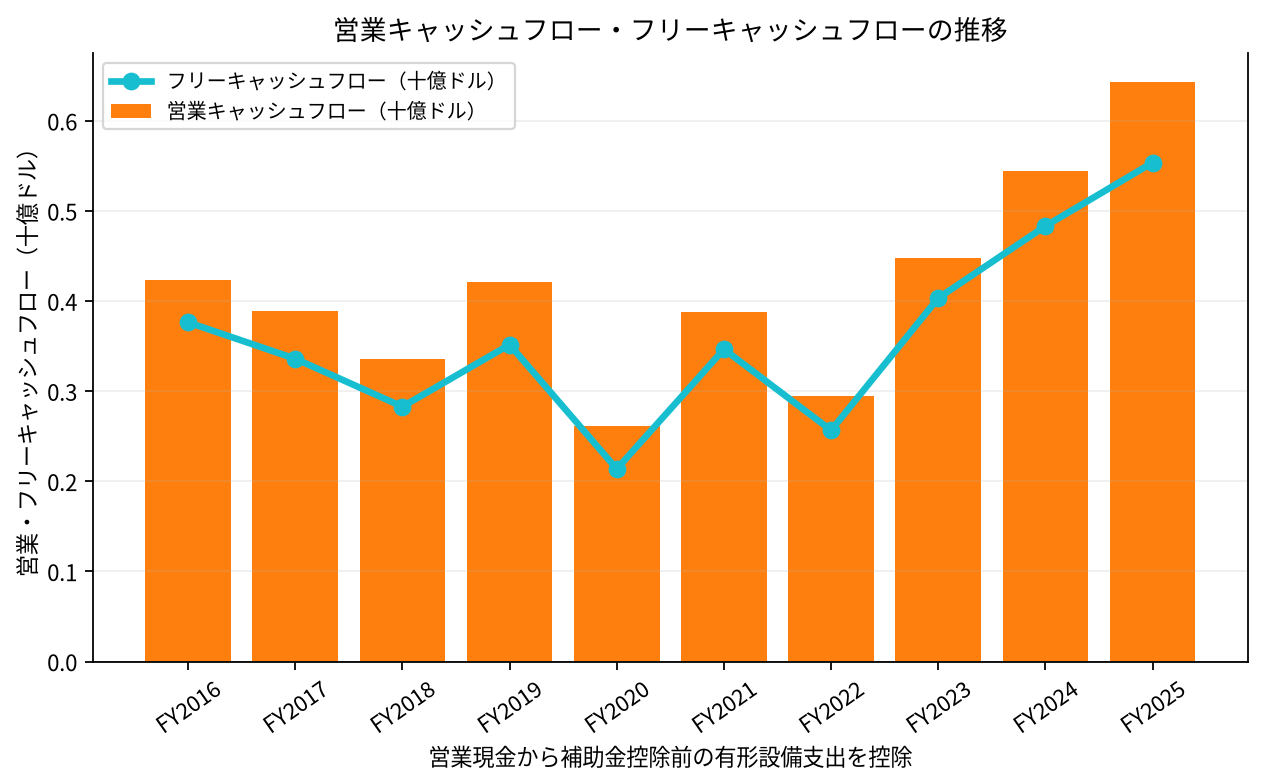 営業キャッシュフロー・フリーキャッシュフローの推移
フリーキャッシュフロー（十億ドル）
営業キャッシュフロー（十億ドル）
営業・フリーキャッシュフロー（十億ドル）
0.6
0.5
0.4
0.3
0.2
0.1
0.0
FY2016
FY2017
FY2018
FY2019
FY2020
FY2021
FY2022
FY2023
FY2024
FY2025
営業現金から補助金控除前の有形設備支出を控除